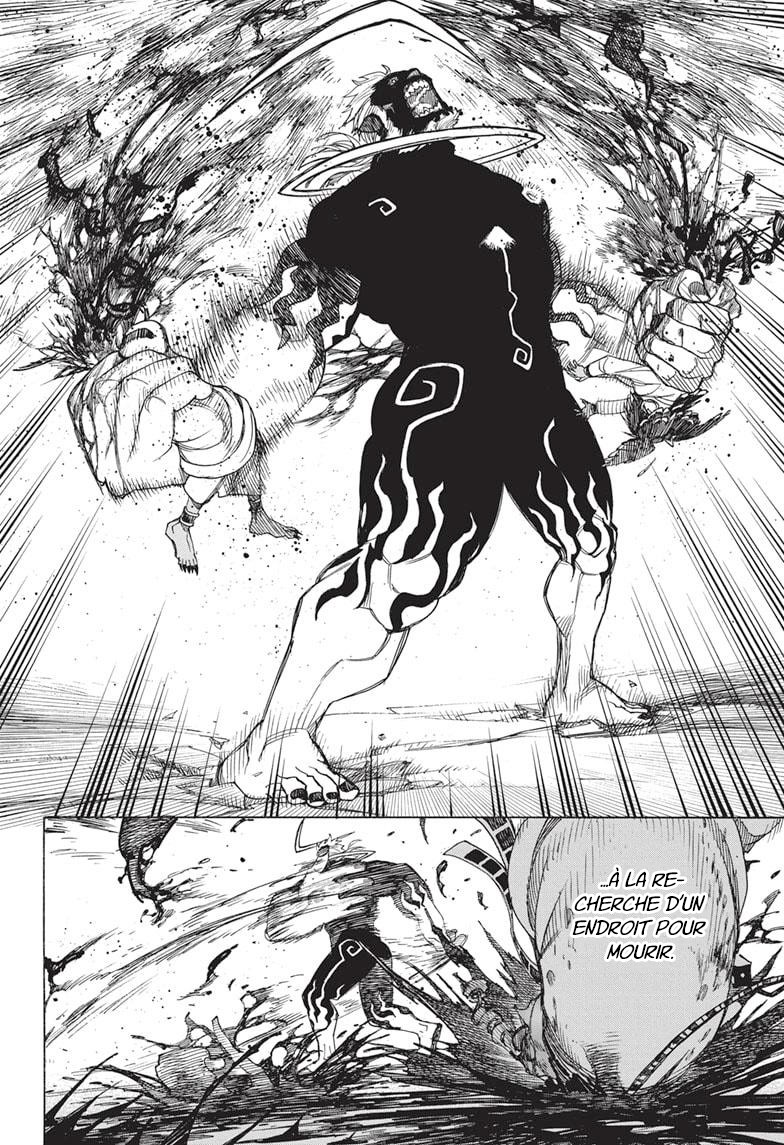 ...À LA RE-
CHERCHE D'UN
ENDROIT POUR
MOURIR.